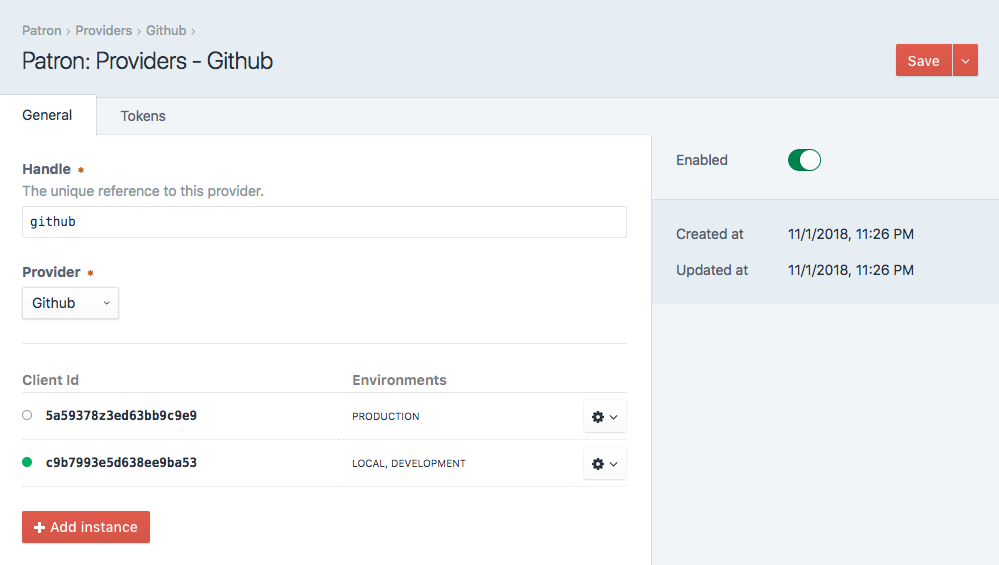 Patron › Providers › Github ›
Patron: Providers - Github
Save
General
Tokens
Handle *
The unique reference to this provider.
github
Provider *
Github
Client Id
Environments
5a59378z3ed63bb9c9e9
PRODUCTION
c9b7993e5d638ee9ba53
LOCAL, DEVELOPMENT
Add instance
Enabled
Created at
11/1/2018, 11:26 PM
Updated at
11/1/2018, 11:26 PM